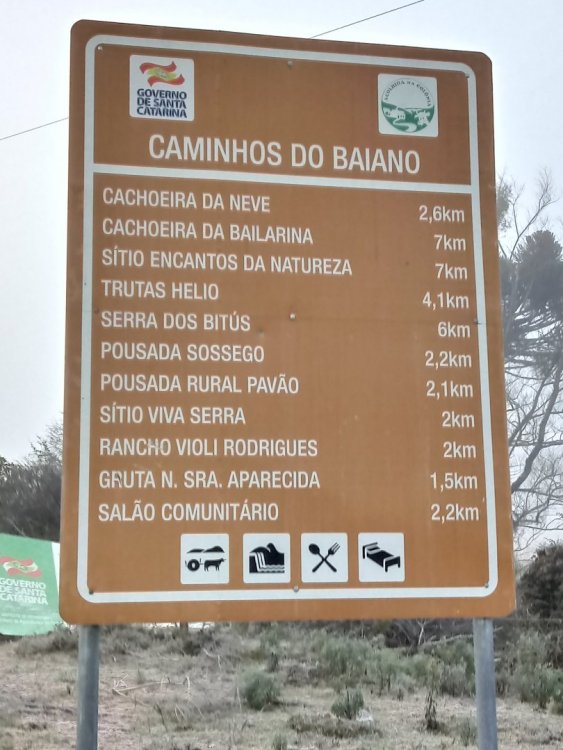 GOVERNO
DE SANTA
CATARINA
ACOLHIDA NA COLÔNIA
CAMINHOS DO BAIANO
CACHOEIRA DA NEVE 2,6km
CACHOEIRA DA BAILARINA 7km
SÍTIO ENCANTOS DA NATUREZA 7km
TRUTAS HELIO 4,1km
SERRA DOS BITÚS 6km
POUSADA SOSSEGO 2,2km
POUSADA RURAL PAVÃO 2,1km
SÍTIO VIVA SERRA 2km
RANCHO VIOLI RODRIGUES 2km
GRUTA N. SRA. APARECIDA 1,5km
SALÃO COMUNITÁRIO 2,2km
GOVERNO
DE SANTA
CATARINA